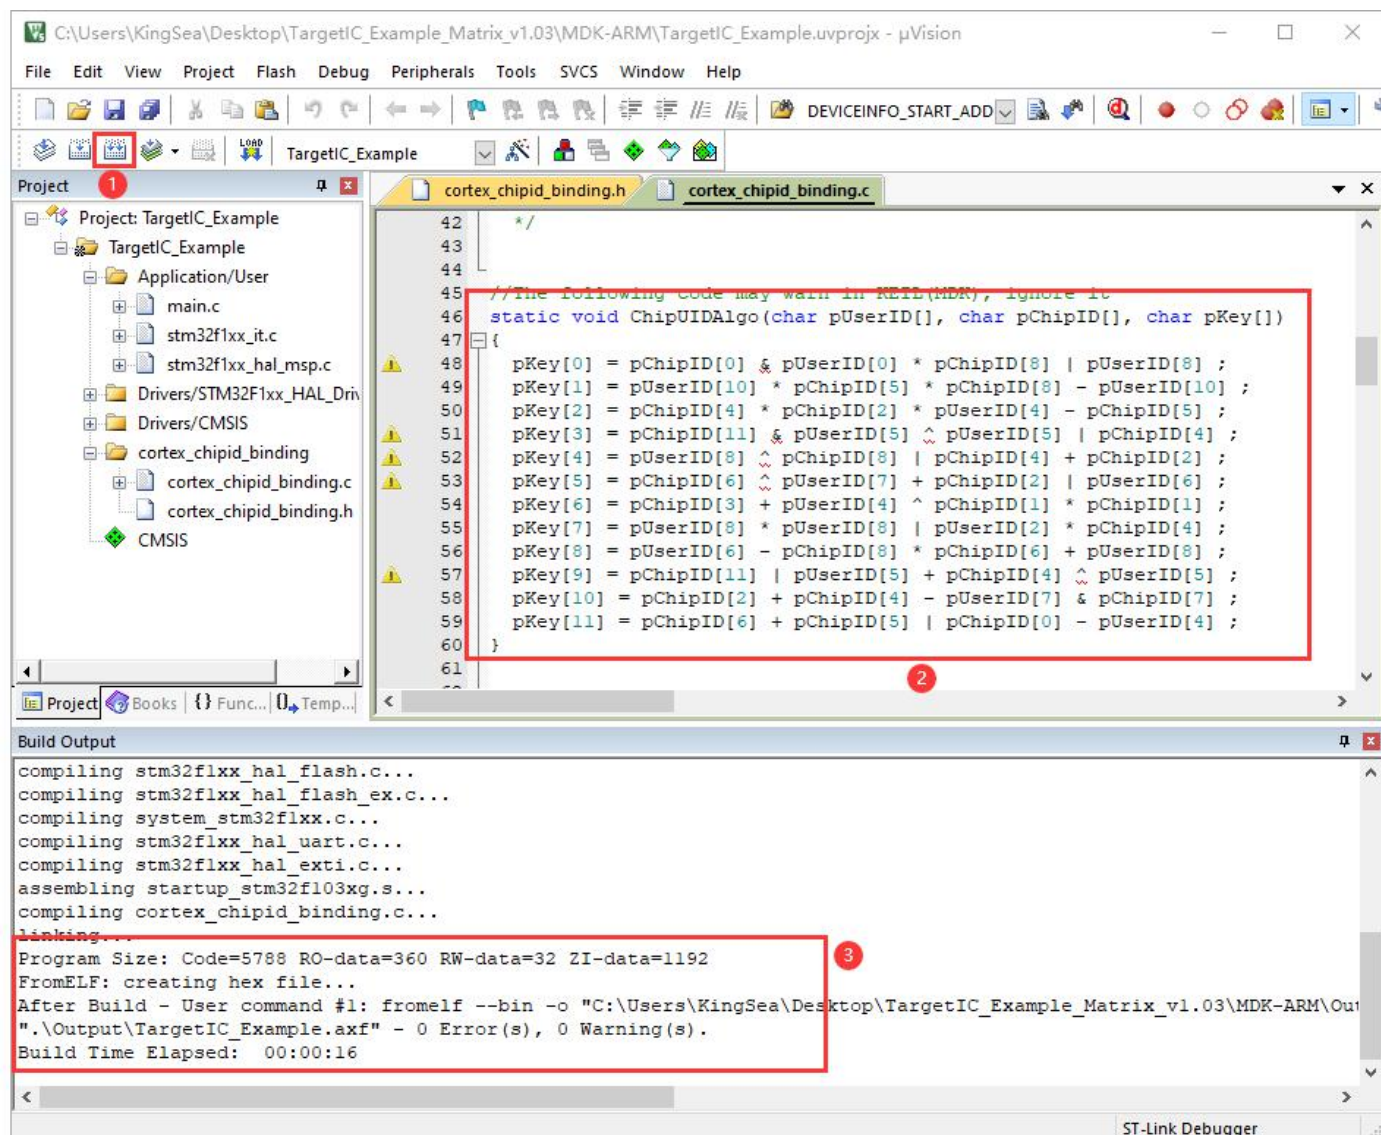 C:\Users\KingSea\Desktop\TargetIC_Example_Matrix_v1.03\MDK-ARM\TargetIC_Example.uvprojx - µVision
File Edit View Project Flash Debug Peripherals Tools SVCS Window Help
DEVICEINFO_START_ADD
LOAD
TargetIC_Example
Project
1
cortex_chipid_binding.h
cortex_chipid_binding.c
Project: TargetIC_Example
TargetIC_Example
Application/User
main.c
stm32f1xx_it.c
stm32f1xx_hal_msp.c
Drivers/STM32F1xx_HAL_Driv
Drivers/CMSIS
cortex_chipid_binding
cortex_chipid_binding.c
cortex_chipid_binding.h
CMSIS
Project Books {} Func... Temp...
42 */
43
44
45 //The following code may warn in KEIL(MDK), ignore it
46 static void ChipUIDAlgo(char pUserID[], char pChipID[], char pKey[])
47 {
48 pKey[0] = pChipID[0] & pUserID[0] * pChipID[8] | pUserID[8] ;
49 pKey[1] = pUserID[10] * pChipID[5] * pChipID[8] - pUserID[10] ;
50 pKey[2] = pChipID[4] * pChipID[2] * pUserID[4] - pChipID[5] ;
51 pKey[3] = pChipID[11] & pUserID[5] ^ pUserID[5] | pChipID[4] ;
52 pKey[4] = pUserID[8] ^ pChipID[8] | pChipID[4] + pChipID[2] ;
53 pKey[5] = pChipID[6] ^ pUserID[7] + pChipID[2] | pUserID[6] ;
54 pKey[6] = pChipID[3] + pUserID[4] ^ pChipID[1] * pChipID[1] ;
55 pKey[7] = pUserID[8] * pUserID[8] | pUserID[2] * pChipID[4] ;
56 pKey[8] = pUserID[6] - pChipID[8] * pChipID[6] + pUserID[8] ;
57 pKey[9] = pChipID[11] | pUserID[5] + pChipID[4] ^ pUserID[5] ;
58 pKey[10] = pChipID[2] + pChipID[4] - pUserID[7] & pChipID[7] ;
59 pKey[11] = pChipID[6] + pChipID[5] | pChipID[0] - pUserID[4] ;
60 }
61
2
Build Output
compiling stm32f1xx_hal_flash.c...
compiling stm32f1xx_hal_flash_ex.c...
compiling system_stm32f1xx.c...
compiling stm32f1xx_hal_uart.c...
compiling stm32f1xx_hal_exti.c...
assembling startup_stm32f103xg.s...
compiling cortex_chipid_binding.c...
linking...
Program Size: Code=5788 RO-data=360 RW-data=32 ZI-data=1192
3
FromELF: creating hex file...
After Build - User command #1: fromelf --bin -o "C:\Users\KingSea\Desktop\TargetIC_Example_Matrix_v1.03\MDK-ARM\Out
".\Output\TargetIC_Example.axf" - 0 Error(s), 0 Warning(s).
Build Time Elapsed: 00:00:16
ST-Link Debugger